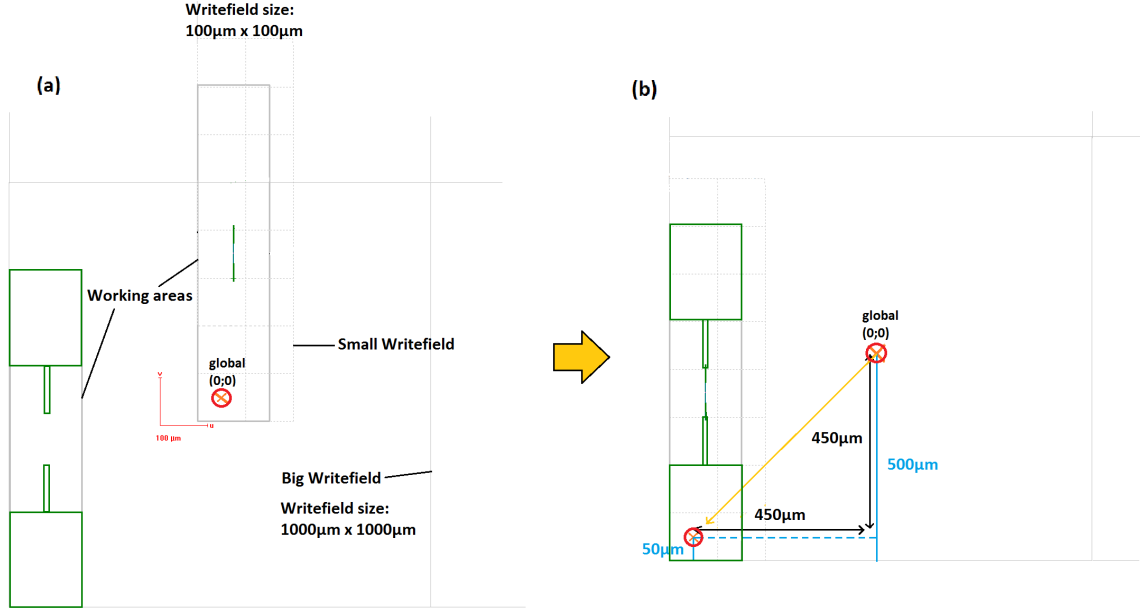 Writefield size:
100µm x 100µm
(a)
(b)
Working areas
global
(0;0)
Small Writefield
v
u
100 µm
Big Writefield
Writefield size:
1000µm x 1000µm
global
(0;0)
450µm
500µm
450µm
50µm